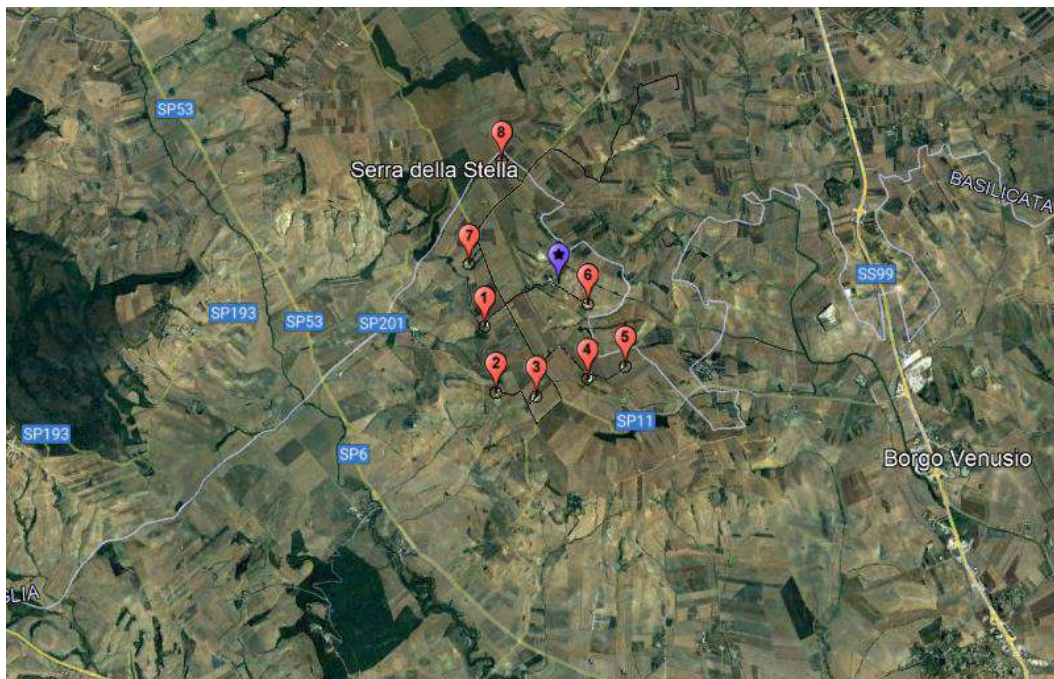 SP53
8
Serra della Stella
BASILICATA
7
6
SS99
1
SP193
SP53
SP201
2
3
4
5
SP11
SP193
SP6
Borgo Venusio
GLIA